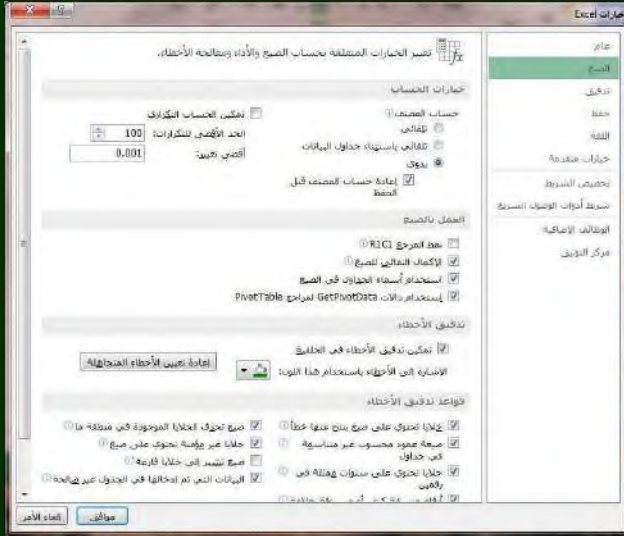 خيارات Excel
عام
الصيغ
تدقيق
حفظ
اللغة
خيارات متقدمة
تخصيص الشريط
شريط أدوات الوصول السريع
الوظائف الإضافية
مركز التوثيق
تغيير الخيارات المتعلقة بحساب الصيغ والأداء ومعالجة الأخطاء.
خيارات الحساب
حساب المصنف
تلقائي
تلقائي باستثناء جداول البيانات
يدوي
إعادة حساب المصنف قبل
الحفظ
تمكين الحساب التكراري
الحد الأقصى للتكرارات: 100
أقصى تغيير: 0.001
العمل بالصيغ
نمط المرجع R1C1
الإكمال التلقائي للصيغ
استخدام أسماء الجداول في الصيغ
إستخدام دالات GetPivotData لمراجع PivotTable
تدقيق الأخطاء
تمكين تدقيق الأخطاء في الخلفية
الاشارة إلى الأخطاء باستخدام هذا اللون:
إعادة تعيين الأخطاء المتجاهلة
قواعد تدقيق الأخطاء
خلايا تحتوي على صيغ ينتج عنها خطأ
صيغة عمود محسوب غير متناسقة
في جداول
خلايا تحتوي على سنوات ممثلة في
رقمين
صيغ تحذف الخلايا الموجودة في منطقة ما
خلايا غير مؤمنة تحتوي على صيغ
صيغ تشير إلى خلايا فارغة
البيانات التي تم إدخالها في الجدول غير صالحة
موافق
إلغاء الأمر